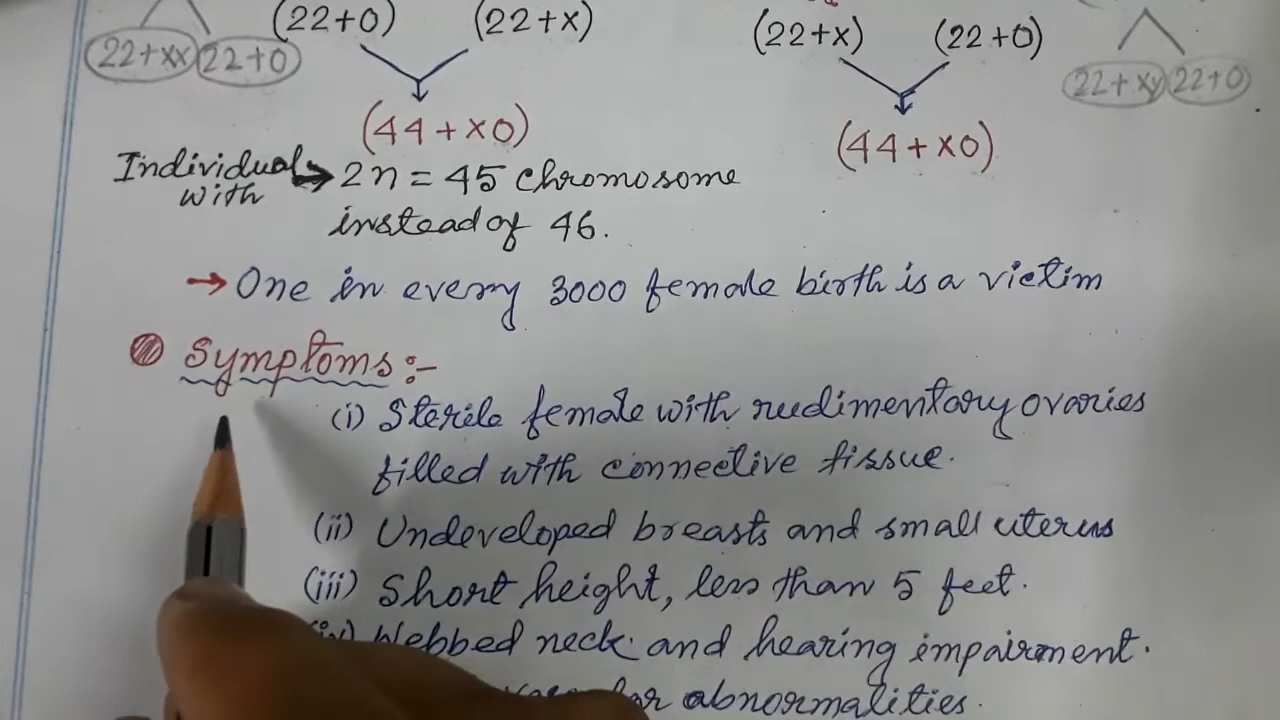 (22+0) (22+x) (22+x) (22+0)
22+xx 22+0 22+xy 22+0
(44+XO) (44+XO)
Individual with → 2n = 45 chromosome
instead of 46.
→ One in every 3000 female birth is a victim
Symptoms:-
(i) Sterile female with rudimentary ovaries
filled with connective tissue.
(ii) Undeveloped breasts and small uterus
(iii) Short height, less than 5 feet.
(iv) Webbed neck and hearing impairment.
abnormalities.